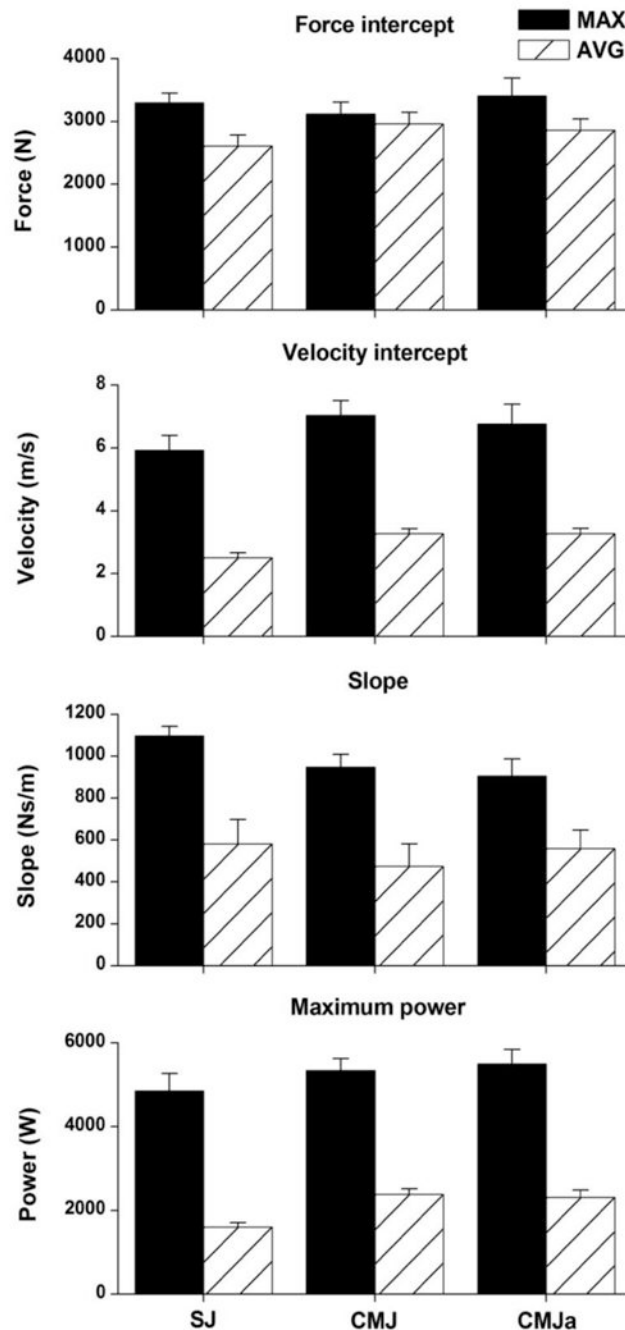 Force intercept
MAX
AVG
4000
3000
2000
1000
0
Force (N)
Velocity intercept
8
6
4
2
0
Velocity (m/s)
Slope
1200
1000
800
600
400
200
0
Slope (Ns/m)
Maximum power
6000
4000
2000
0
Power (W)
SJ CMJ CMJa